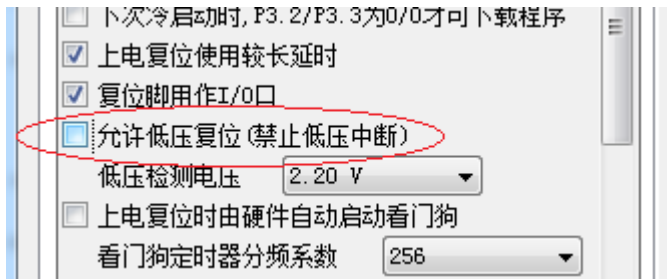 下次冷启动时,P3.2/P3.3为0/0才可下载程序
上电复位使用较长延时
复位脚用作I/O口
允许低压复位(禁止低压中断)
低压检测电压 2.20 V
上电复位时由硬件自动启动看门狗
看门狗定时器分频系数 256